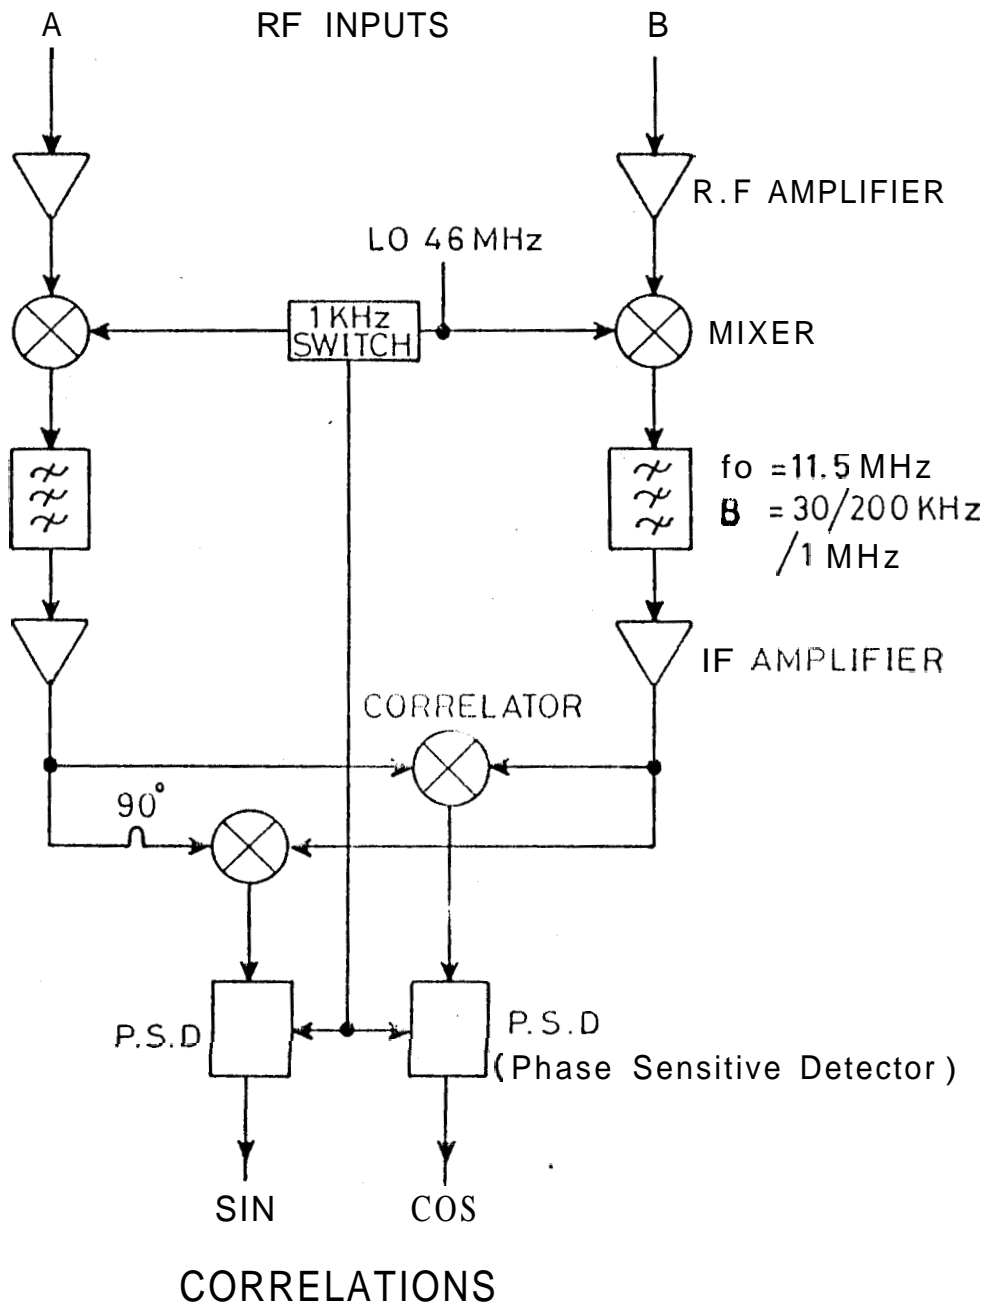 A RF INPUTS B
R.F AMPLIFIER
LO 46 MHz
1 KHz
SWITCH
MIXER
fo = 11.5 MHz
B = 30/200 KHz
/1 MHz
IF AMPLIFIER
CORRELATOR
90°
P.S.D
P.S.D
(Phase Sensitive Detector)
SIN
COS
CORRELATIONS